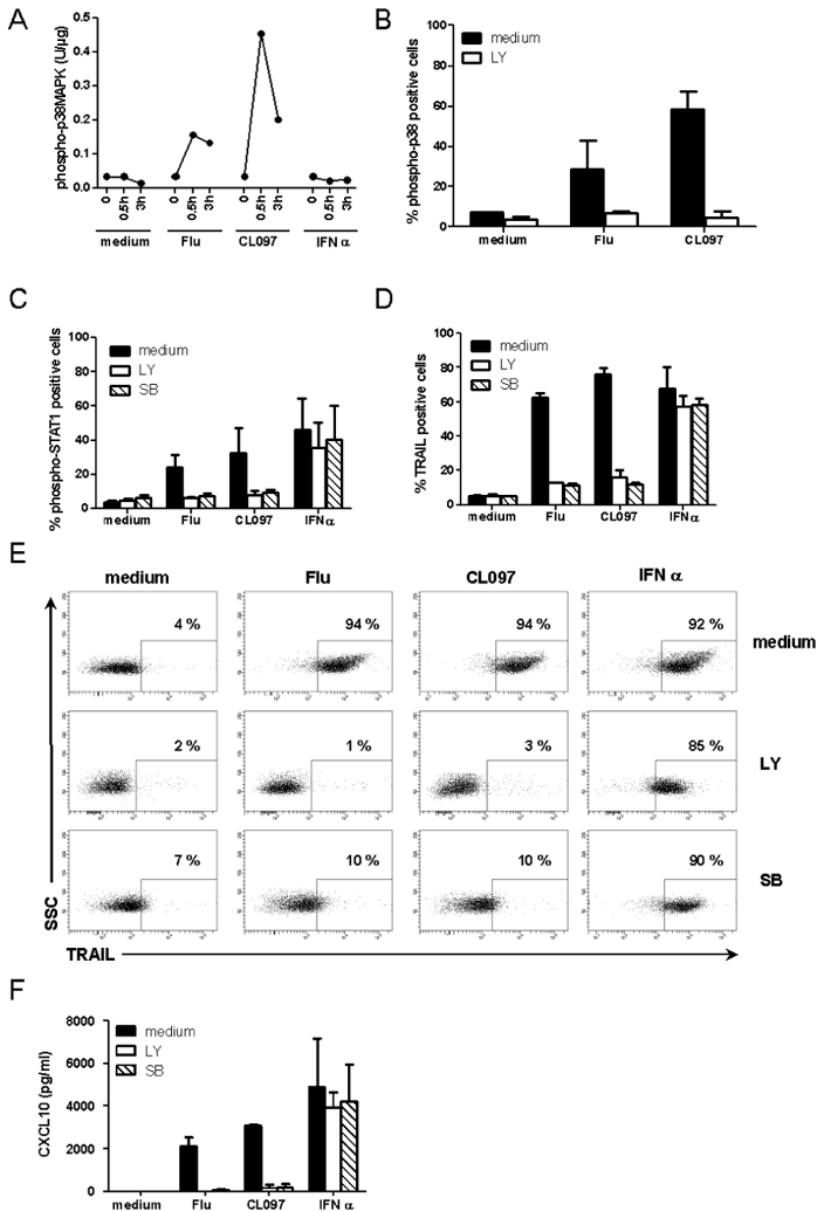 A
phospho-p38MAPK (U/µg)
0.5
0.4
0.3
0.2
0.1
0.0
0 0.5h 3h 0 0.5h 3h 0 0.5h 3h 0 0.5h 3h
medium Flu CL097 IFN α
B
% phospho-p38 positive cells
100
80
60
40
20
0
medium
LY
medium Flu CL097
C
% phospho-STAT1 positive cells
100
80
60
40
20
0
medium
LY
SB
medium Flu CL097 IFN α
D
% TRAIL positive cells
100
80
60
40
20
0
medium
LY
SB
medium Flu CL097 IFN α
E
medium Flu CL097 IFN α
4 % 94 % 94 % 92 % medium
2 % 1 % 3 % 85 % LY
7 % 10 % 10 % 90 % SB
SSC
TRAIL
F
CXCL10 (pg/ml)
8000
6000
4000
2000
0
medium
LY
SB
medium Flu CL097 IFN α